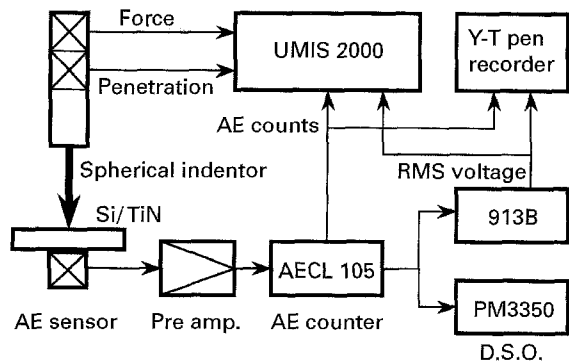 Force
UMIS 2000
Y-T pen
recorder
Penetration
AE counts
Spherical indentor
RMS voltage
Si/TiN
913B
AECL 105
PM3350
AE sensor
Pre amp.
AE counter
D.S.O.